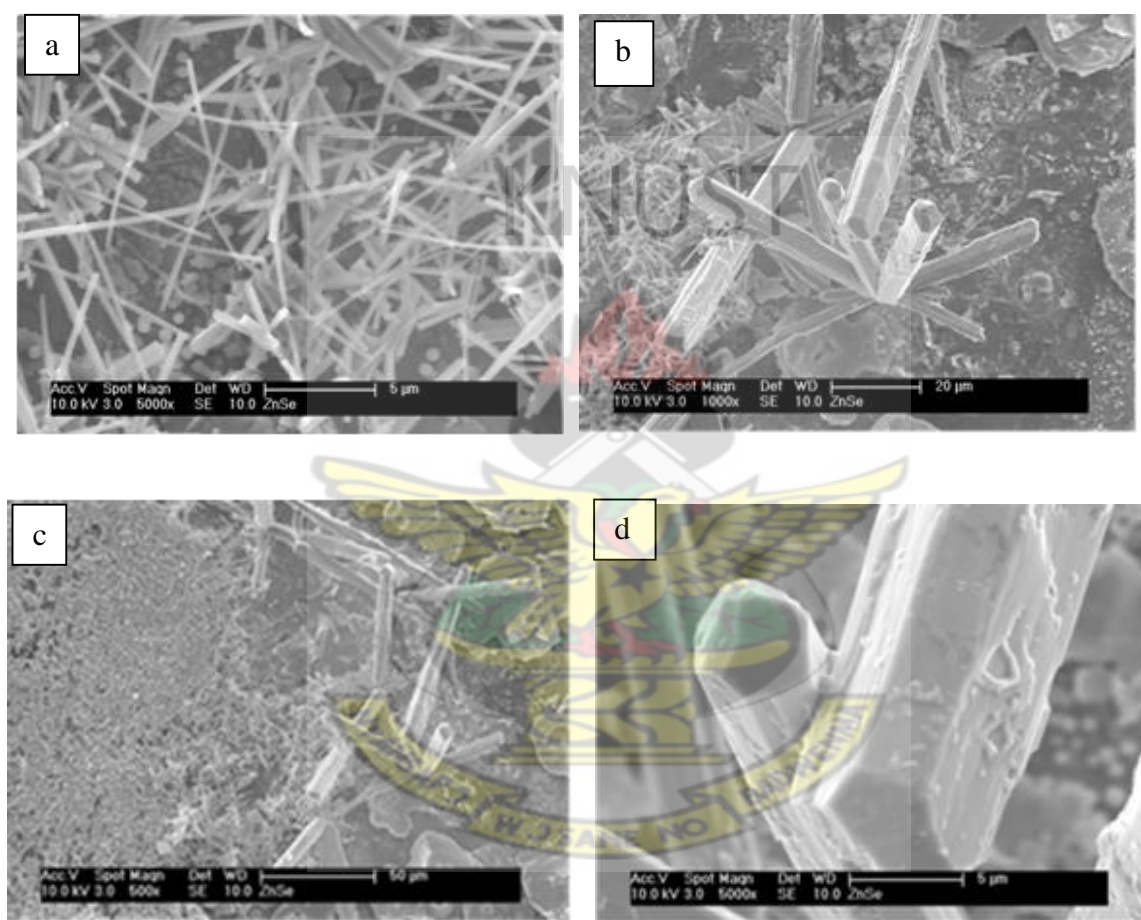 a
b
KNUST
Acc.V Spot Magn Det WD 5 µm
10.0 kV 3.0 5000x SE 10.0 ZnSe
Acc.V Spot Magn Det WD 20 µm
10.0 kV 3.0 1000x SE 10.0 ZnSe
c
d
SANE NO
Acc.V Spot Magn Det WD 50 µm
10.0 kV 3.0 500x SE 10.0 ZnSe
Acc.V Spot Magn Det WD 5 µm
10.0 kV 3.0 5000x SE 10.0 ZnSe